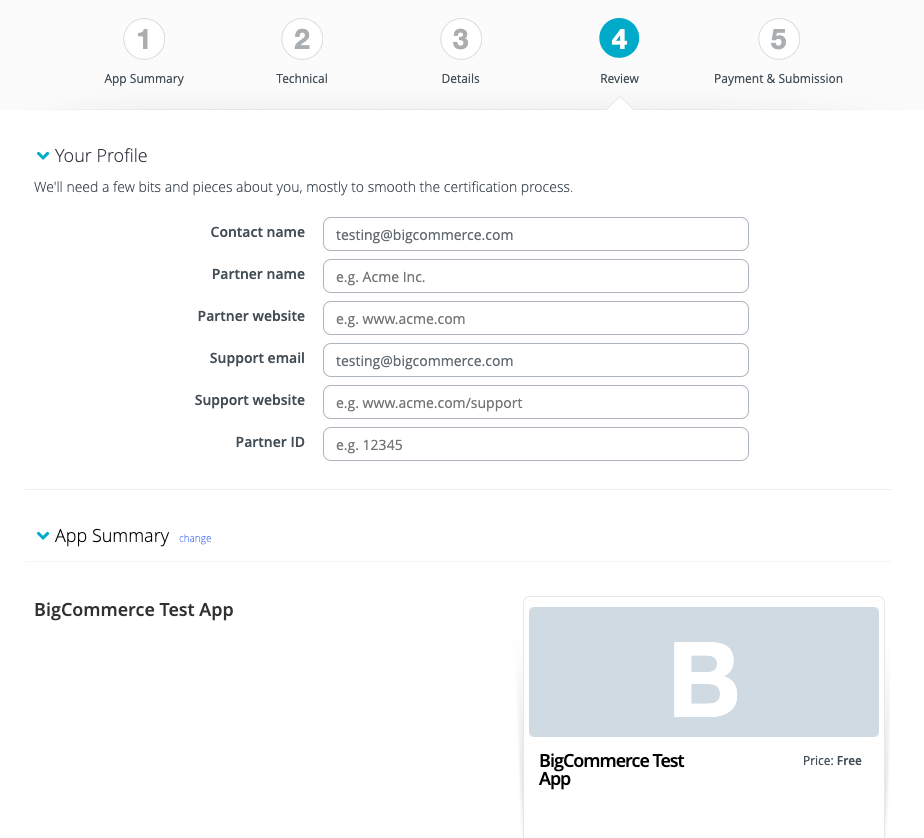 1
2
3
4
5
App Summary
Technical
Details
Review
Payment & Submission
Your Profile
We'll need a few bits and pieces about you, mostly to smooth the certification process.
Contact name
testing@bigcommerce.com
Partner name
e.g. Acme Inc.
Partner website
e.g. www.acme.com
Support email
testing@bigcommerce.com
Support website
e.g. www.acme.com/support
Partner ID
e.g. 12345
App Summary change
BigCommerce Test App
B
BigCommerce Test
App
Price: Free